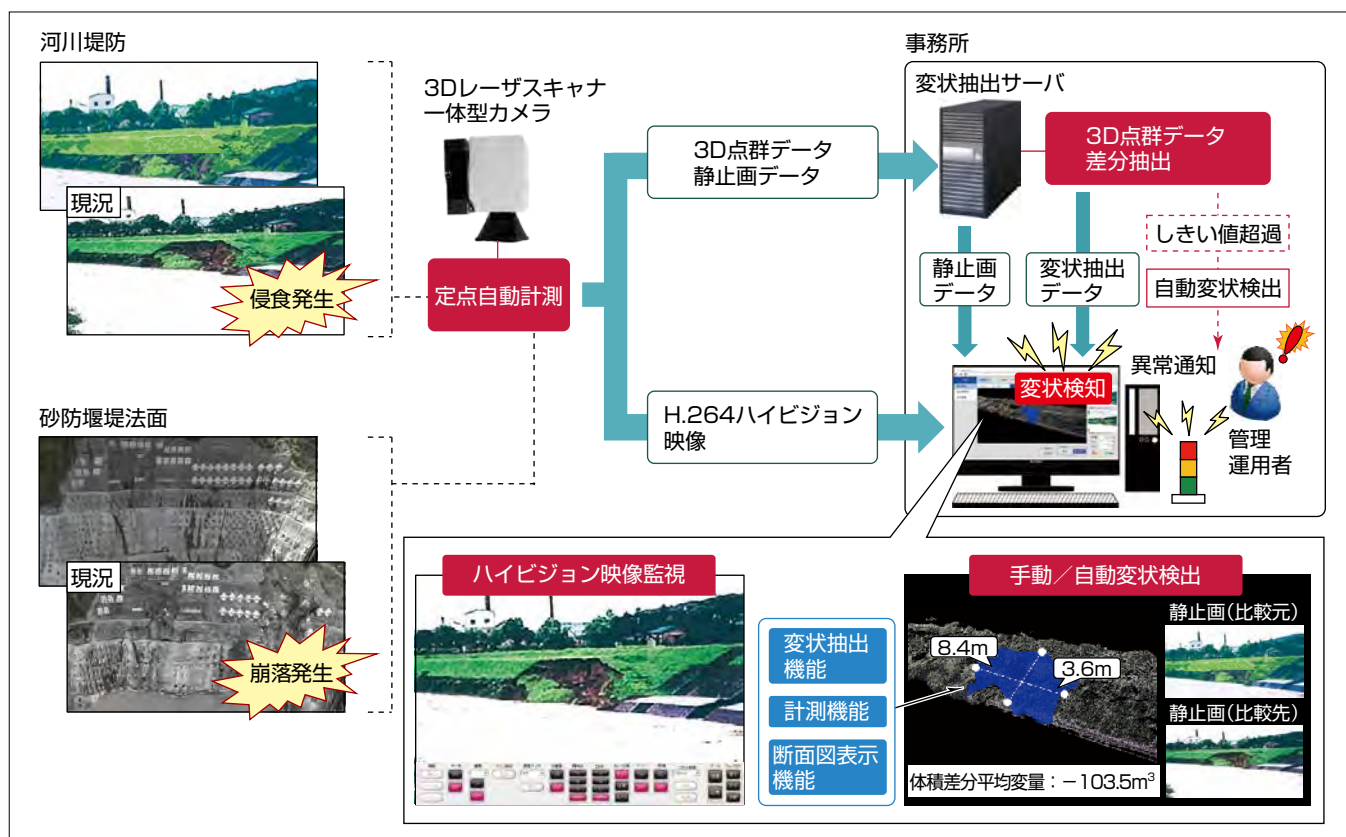 河川堤防
現況
侵食発生
砂防堰堤法面
現況
崩落発生
3Dレーザスキャナ
一体型カメラ
定点自動計測
3D点群データ
静止画データ
H.264ハイビジョン
映像
事務所
変状抽出サーバ
3D点群データ
差分抽出
しきい値超過
自動変状検出
静止画
データ
変状抽出
データ
変状検知
異常通知
管理
運用者
ハイビジョン映像監視
変状抽出
機能
計測機能
断面図表示
機能
手動／自動変状検出
8.4m
3.6m
静止画(比較元)
静止画(比較先)
体積差分平均変量：－103.5m³